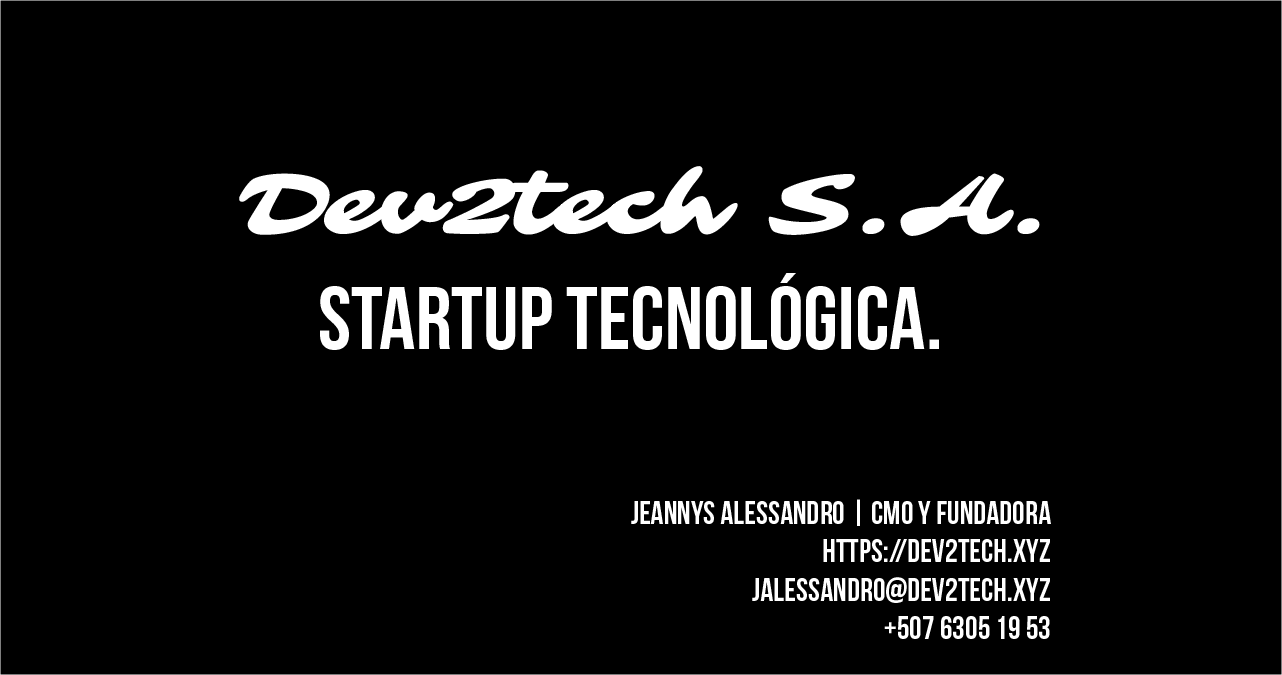 Dev2tech S.A.
STARTUP TECNOLÓGICA.
JEANNYS ALESSANDRO | CMO Y FUNDADORA
HTTPS://DEV2TECH.XYZ
JALESSANDRO@DEV2TECH.XYZ
+507 6305 19 53